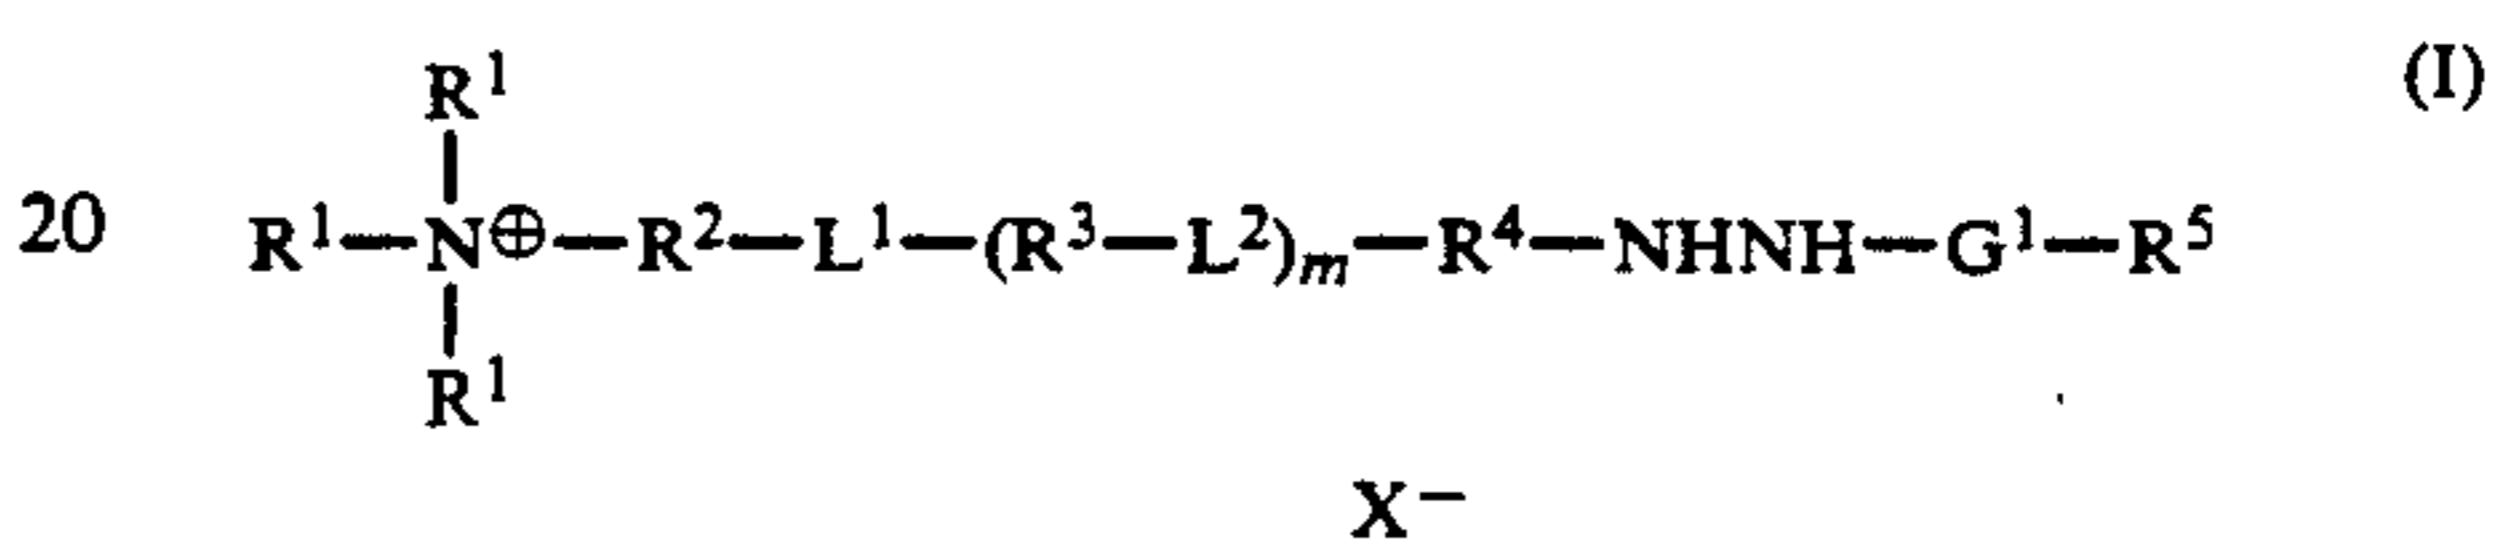 R¹ (I)
20 R¹—N⊕—R²—L¹—(R³—L²)ₘ—R⁴—NHNH—G¹—R⁵
R¹
X⁻